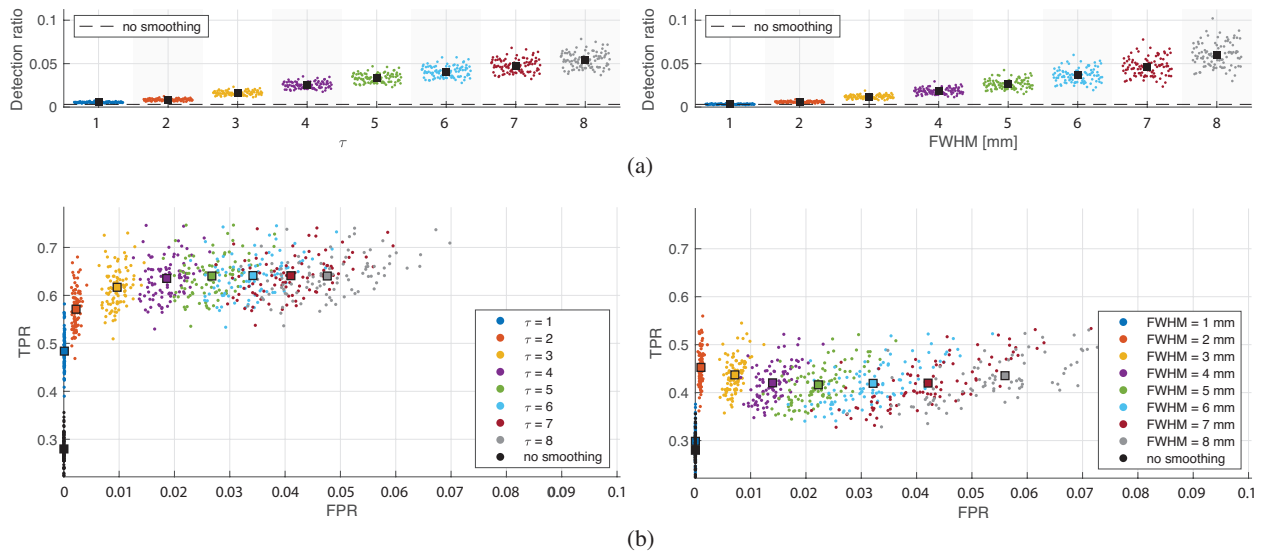 Detection ratio
0.1
0.05
0
no smoothing
1 2 3 4 5 6 7 8
τ
Detection ratio
0.1
0.05
0
no smoothing
1 2 3 4 5 6 7 8
FWHM [mm]
(a)
TPR
0.7
0.6
0.5
0.4
0.3
τ = 1
τ = 2
τ = 3
τ = 4
τ = 5
τ = 6
τ = 7
τ = 8
no smoothing
0 0.01 0.02 0.03 0.04 0.05 0.06 0.07 0.08 0.09 0.1
FPR
TPR
0.7
0.6
0.5
0.4
0.3
FWHM = 1 mm
FWHM = 2 mm
FWHM = 3 mm
FWHM = 4 mm
FWHM = 5 mm
FWHM = 6 mm
FWHM = 7 mm
FWHM = 8 mm
no smoothing
0 0.01 0.02 0.03 0.04 0.05 0.06 0.07 0.08 0.09 0.1
FPR
(b)